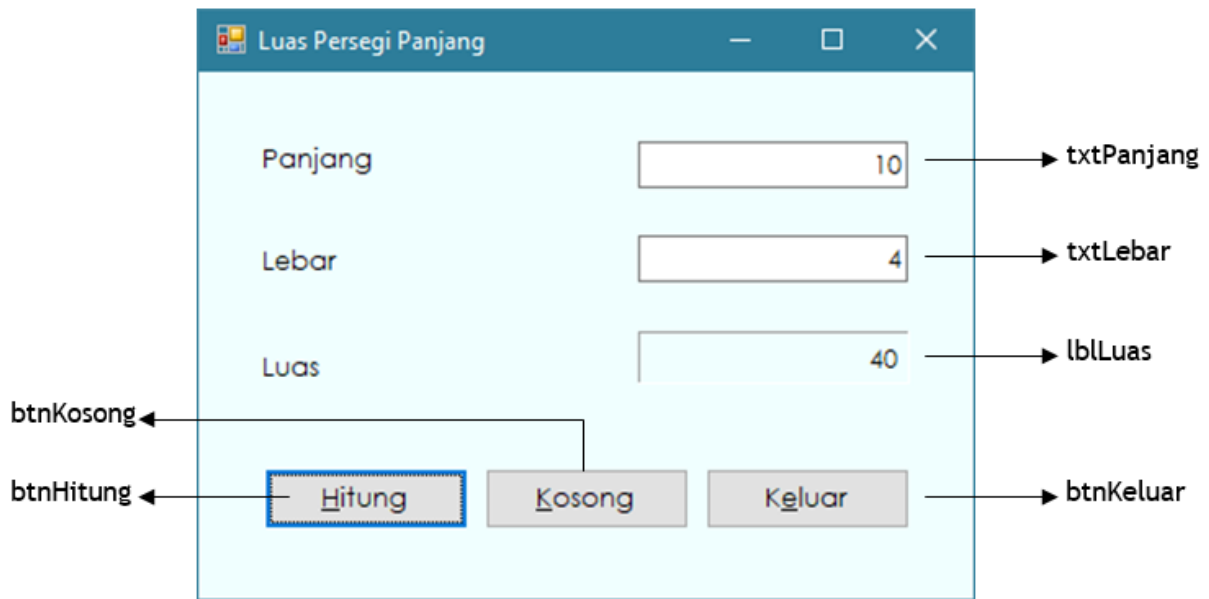 Luas Persegi Panjang
Panjang 10 txtPanjang
Lebar 4 txtLebar
Luas 40 lblLuas
btnKosong
btnHitung Hitung Kosong Keluar btnKeluar